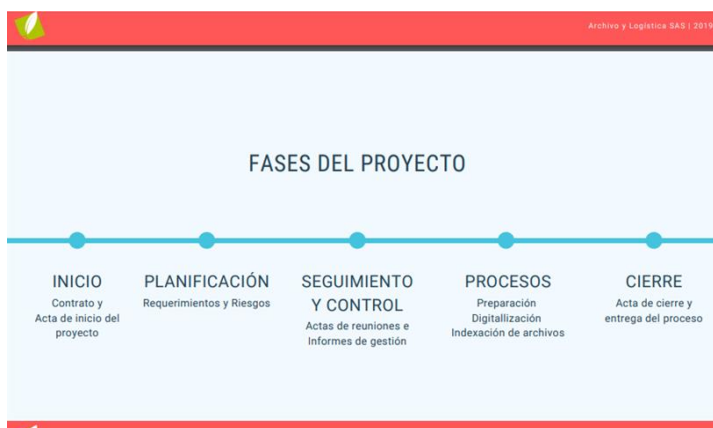 Archivo y Logística SAS | 2019
FASES DEL PROYECTO
INICIO
Contrato y
Acta de inicio del
proyecto
PLANIFICACIÓN
Requerimientos y Riesgos
SEGUIMIENTO
Y CONTROL
Actas de reuniones e
Informes de gestión
PROCESOS
Preparación
Digitallización
Indexación de archivos
CIERRE
Acta de cierre y
entrega del proceso